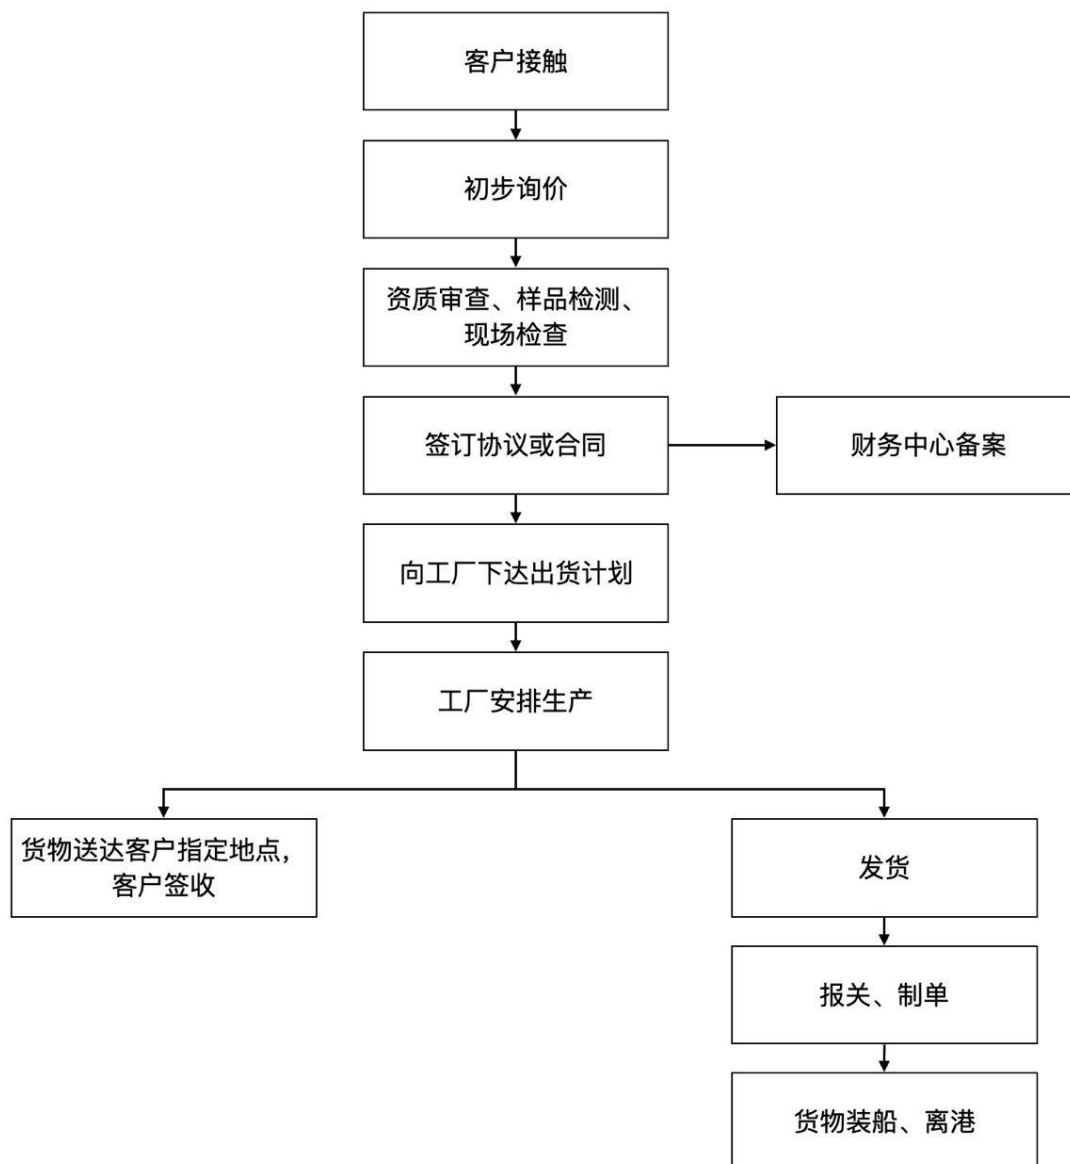 客户接触
初步询价
资质审查、样品检测、
现场检查
签订协议或合同
财务中心备案
向工厂下达出货计划
工厂安排生产
货物送达客户指定地点，
客户签收
发货
报关、制单
货物装船、离港